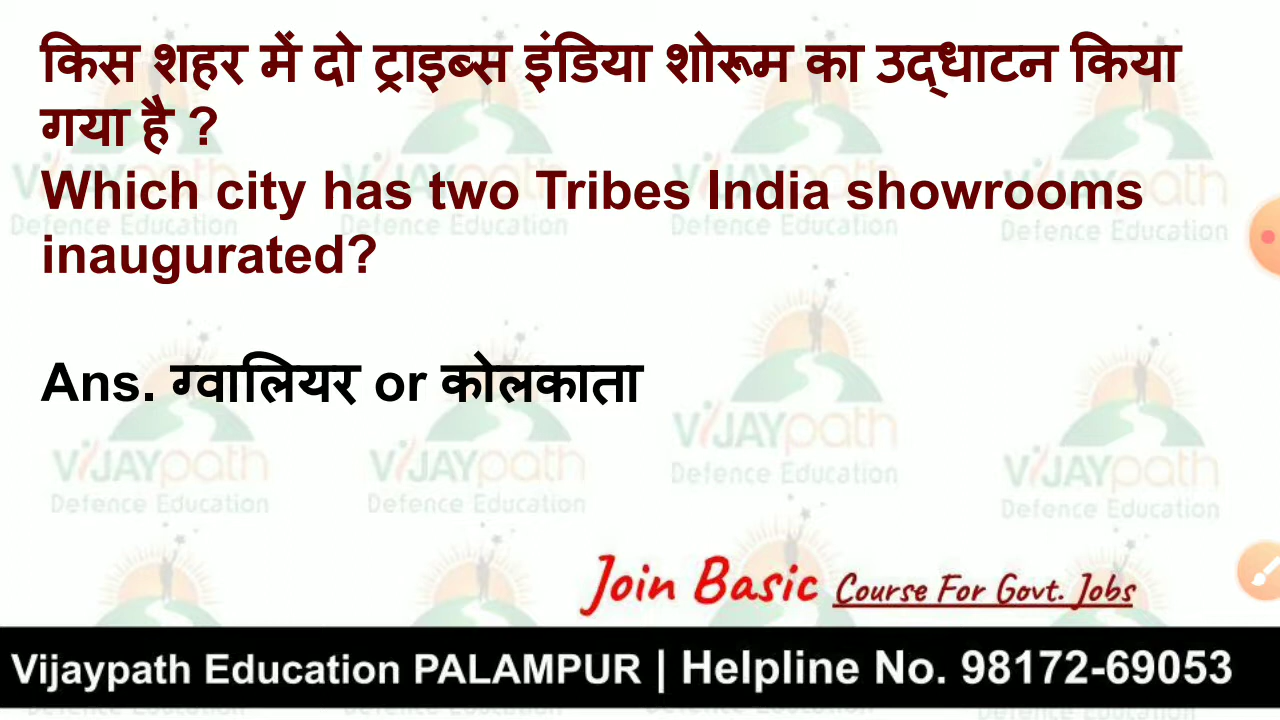 किस शहर में दो ट्राइब्स इंडिया शोरूम का उद्धाटन किया
गया है ?
Which city has two Tribes India showrooms
inaugurated?
Ans. ग्वालियर or कोलकाता
Join Basic Course For Govt. Jobs
Vijaypath Education PALAMPUR | Helpline No. 98172-69053
ViJAYpath
Defence Education